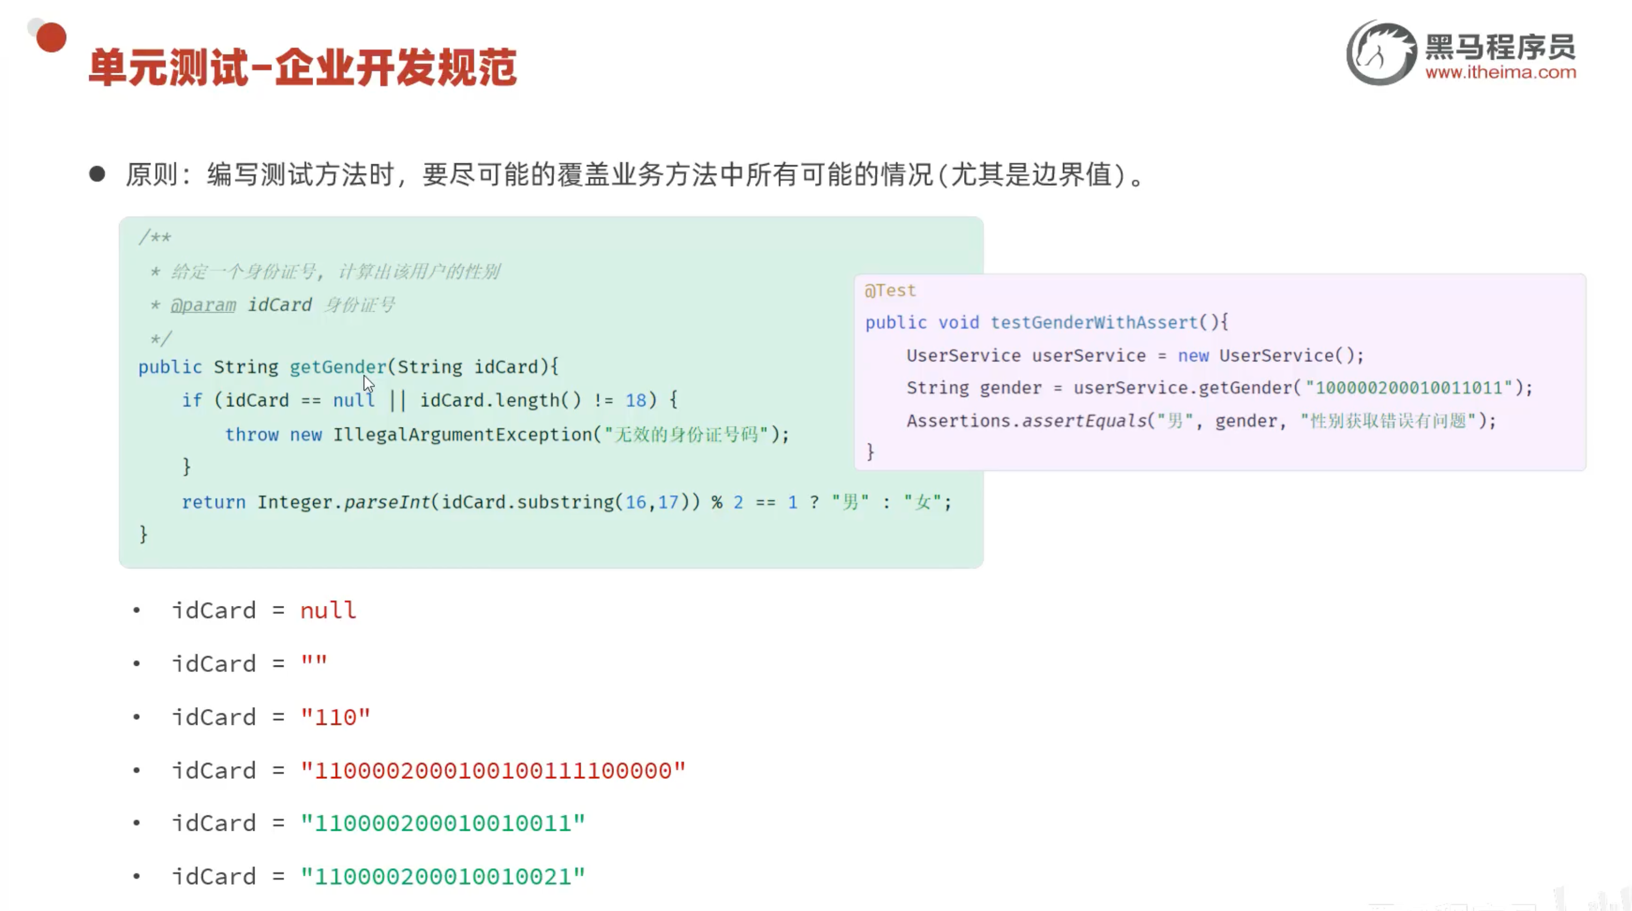 单元测试-企业开发规范
黑马程序员
www.itheima.com
● 原则：编写测试方法时，要尽可能的覆盖业务方法中所有可能的情况(尤其是边界值)。
/**
 * 给定一个身份证号，计算出该用户的性别
 * @param idCard 身份证号
 */
public String getGender(String idCard){
    if (idCard == null || idCard.length() != 18) {
        throw new IllegalArgumentException("无效的身份证号码");
    }
    return Integer.parseInt(idCard.substring(16,17)) % 2 == 1 ? "男" : "女";
}
@Test
public void testGenderWithAssert(){
    UserService userService = new UserService();
    String gender = userService.getGender("100000200010011011");
    Assertions.assertEquals("男", gender, "性别获取错误有问题");
}
• idCard = null
• idCard = ""
• idCard = "110"
• idCard = "1100002000100100111100000"
• idCard = "110000200010010011"
• idCard = "110000200010010021"